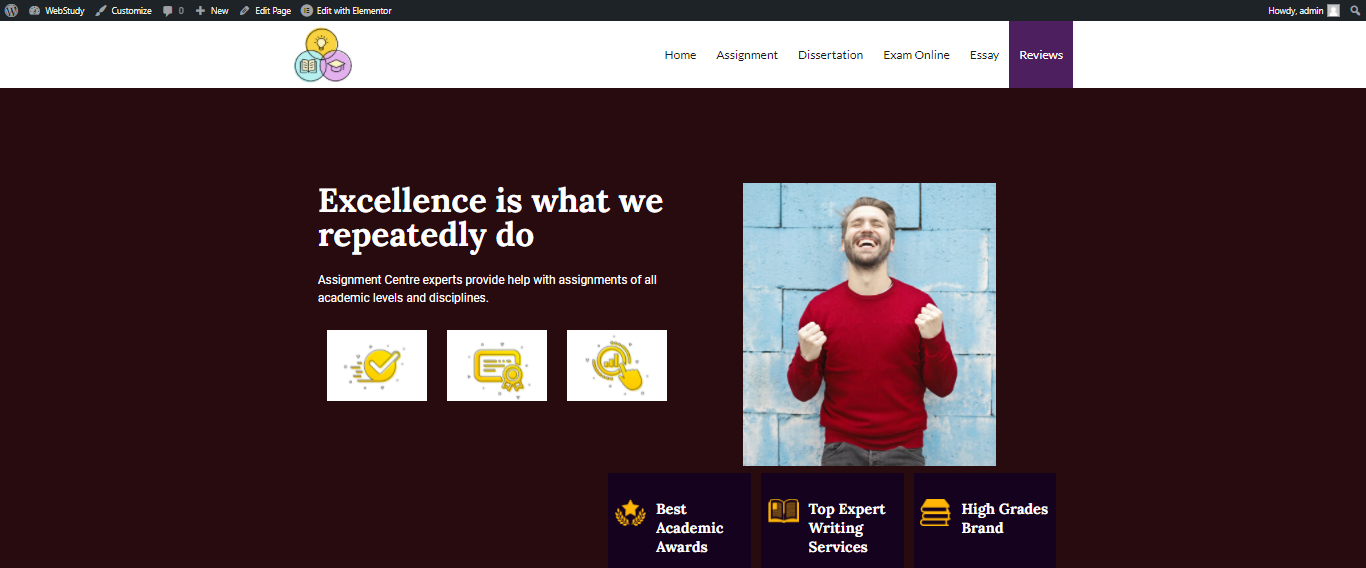 WebStudy Customize 0 New Edit Page Edit with Elementor Howdy, admin
Home Assignment Dissertation Exam Online Essay Reviews
Excellence is what we
repeatedly do
Assignment Centre experts provide help with assignments of all
academic levels and disciplines.
Best
Academic
Awards
Top Expert
Writing
Services
High Grades
Brand